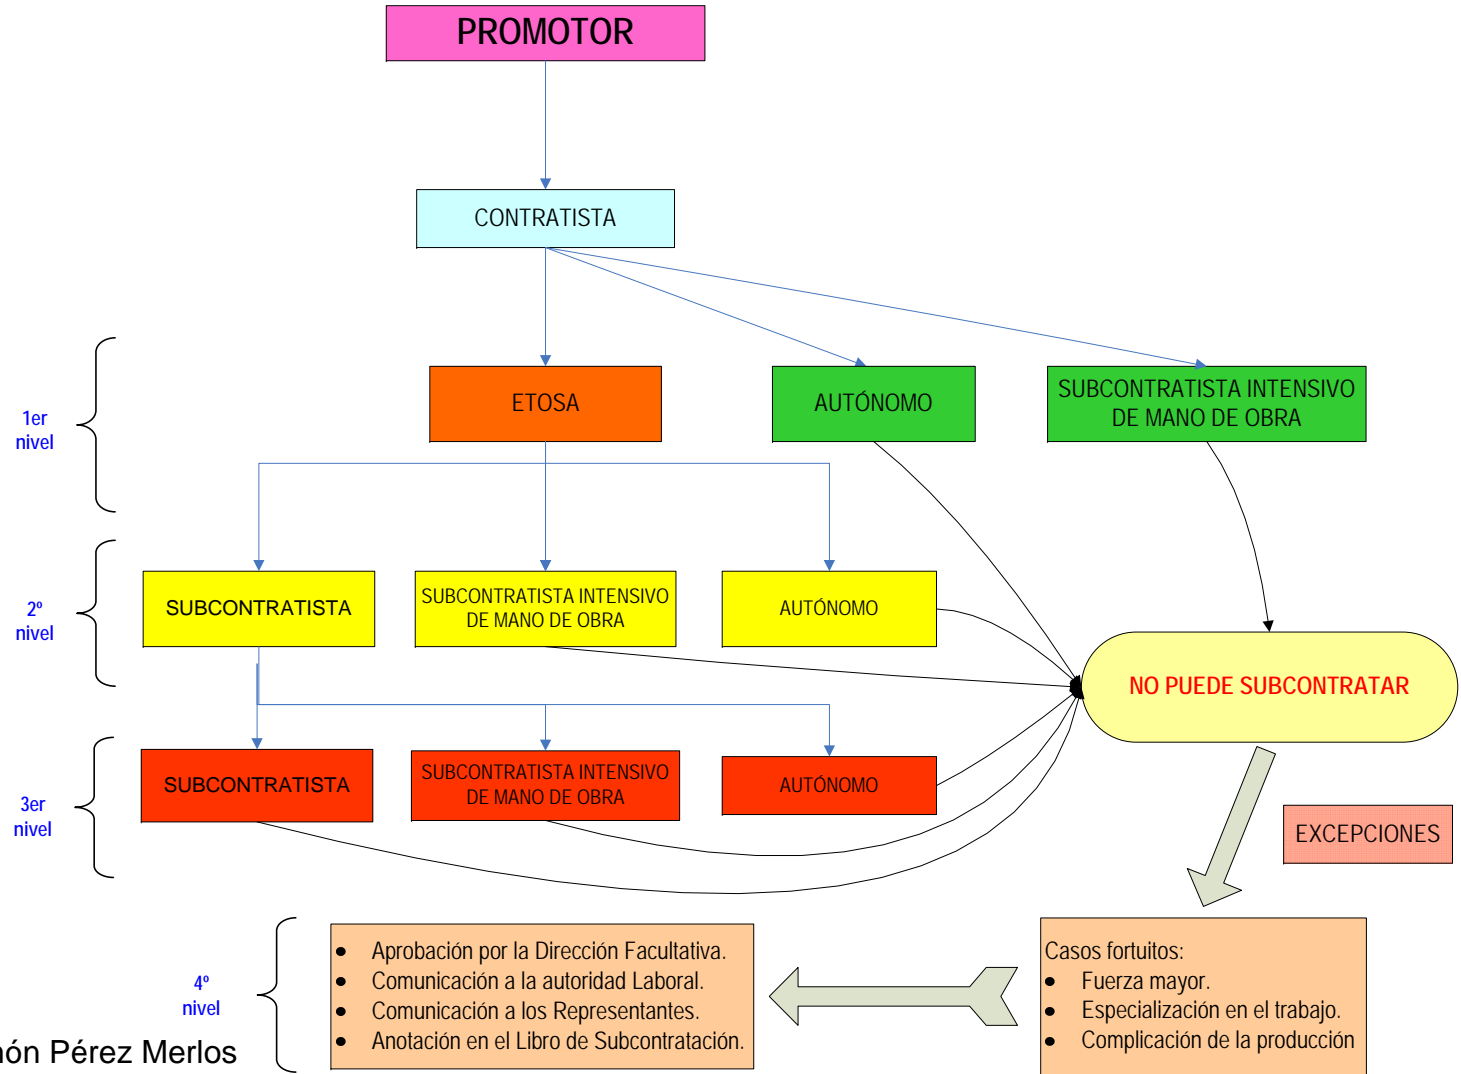 PROMOTOR
CONTRATISTA
1er
nivel
ETOSA
AUTÓNOMO
SUBCONTRATISTA INTENSIVO
DE MANO DE OBRA
2º
nivel
SUBCONTRATISTA
SUBCONTRATISTA INTENSIVO
DE MANO DE OBRA
AUTÓNOMO
NO PUEDE SUBCONTRATAR
3er
nivel
SUBCONTRATISTA
SUBCONTRATISTA INTENSIVO
DE MANO DE OBRA
AUTÓNOMO
EXCEPCIONES
4º
nivel
• Aprobación por la Dirección Facultativa.
• Comunicación a la autoridad Laboral.
• Comunicación a los Representantes.
• Anotación en el Libro de Subcontratación.
Casos fortuitos:
• Fuerza mayor.
• Especialización en el trabajo.
• Complicación de la producción
Pérez Merlos